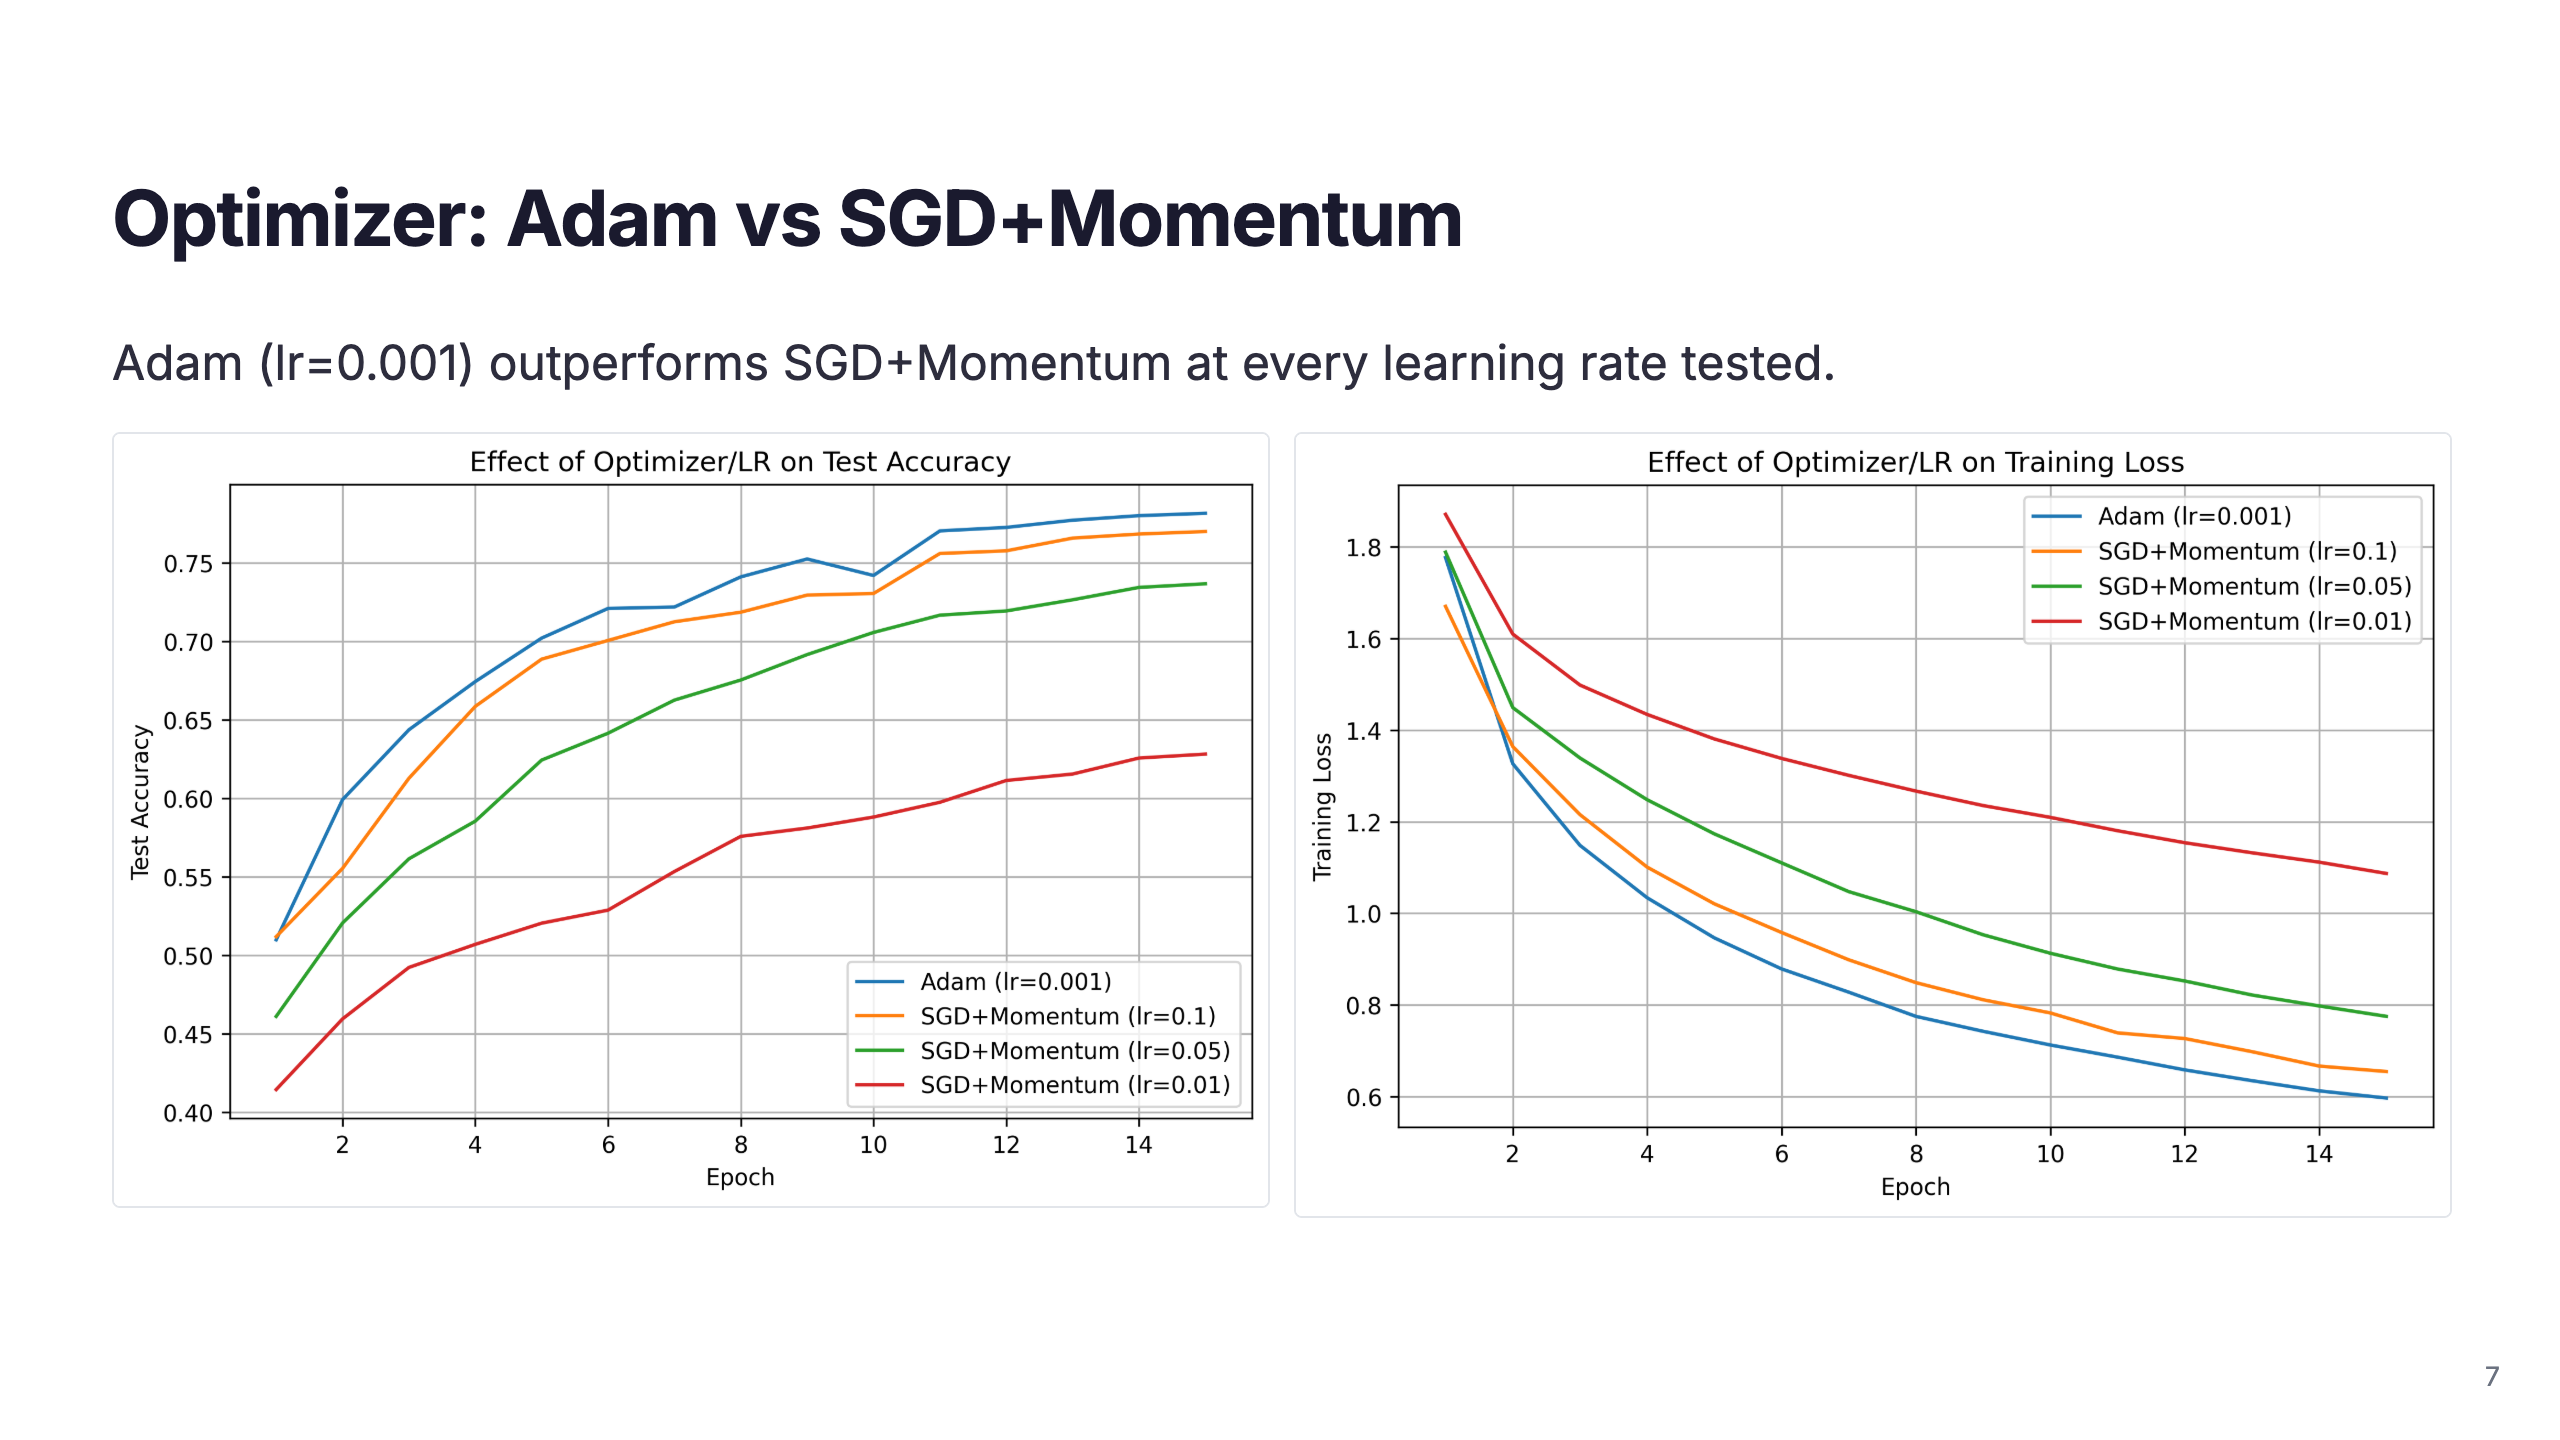 Optimizer: Adam vs SGD+Momentum
Adam (lr=0.001) outperforms SGD+Momentum at every learning rate tested.
Effect of Optimizer/LR on Test Accuracy
Test Accuracy
0.75
0.70
0.65
0.60
0.55
0.50
0.45
0.40
Adam (lr=0.001)
SGD+Momentum (lr=0.1)
SGD+Momentum (lr=0.05)
SGD+Momentum (lr=0.01)
2 4 6 8 10 12 14
Epoch
Effect of Optimizer/LR on Training Loss
Training Loss
1.8
1.6
1.4
1.2
1.0
0.8
0.6
Adam (lr=0.001)
SGD+Momentum (lr=0.1)
SGD+Momentum (lr=0.05)
SGD+Momentum (lr=0.01)
2 4 6 8 10 12 14
Epoch
7